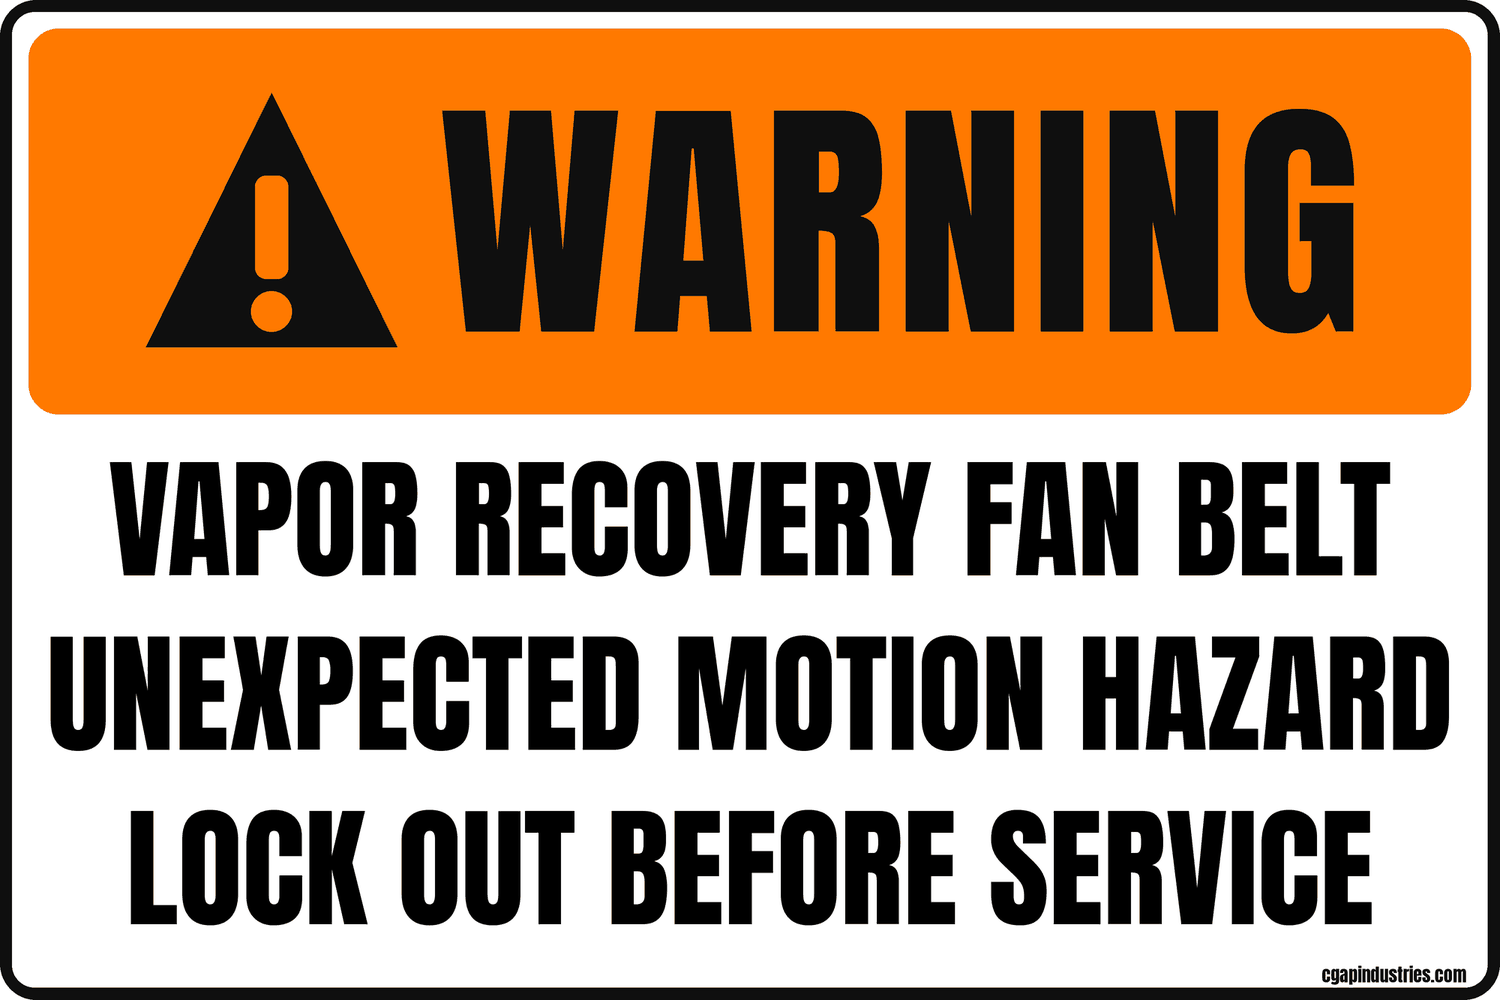 WARNING
VAPOR RECOVERY FAN BELT
UNEXPECTED MOTION HAZARD
LOCK OUT BEFORE SERVICE
cgapindustries.com